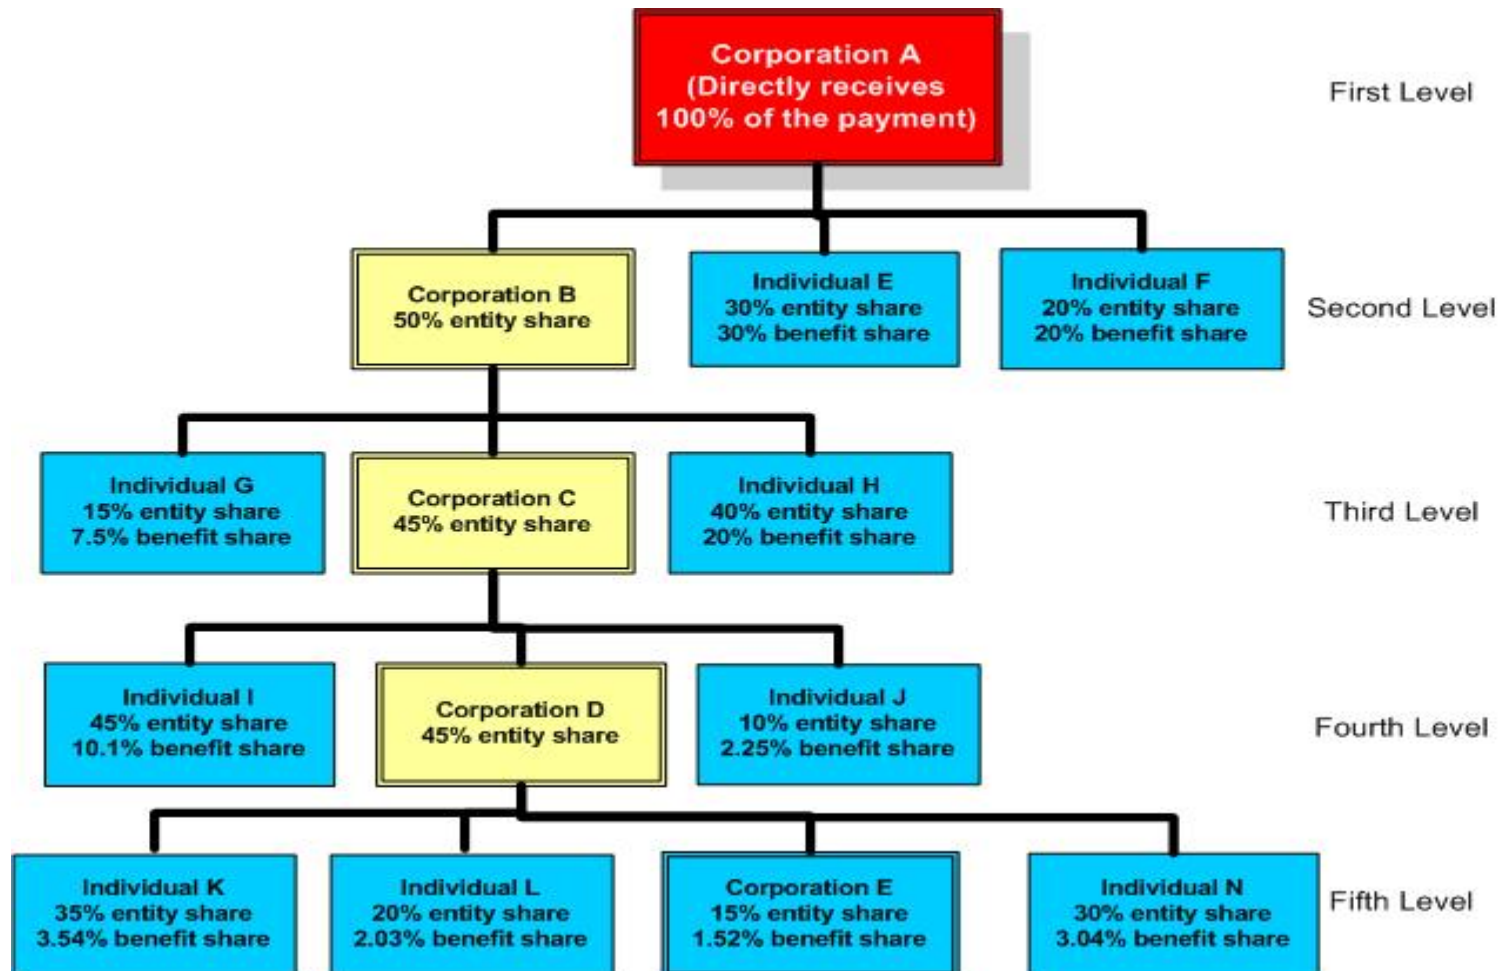 Corporation A
(Directly receives
100% of the payment)
First Level
Corporation B
50% entity share
Individual E
30% entity share
30% benefit share
Individual F
20% entity share
20% benefit share
Second Level
Individual G
15% entity share
7.5% benefit share
Corporation C
45% entity share
Individual H
40% entity share
20% benefit share
Third Level
Individual I
45% entity share
10.1% benefit share
Corporation D
45% entity share
Individual J
10% entity share
2.25% benefit share
Fourth Level
Individual K
35% entity share
3.54% benefit share
Individual L
20% entity share
2.03% benefit share
Corporation E
15% entity share
1.52% benefit share
Individual N
30% entity share
3.04% benefit share
Fifth Level